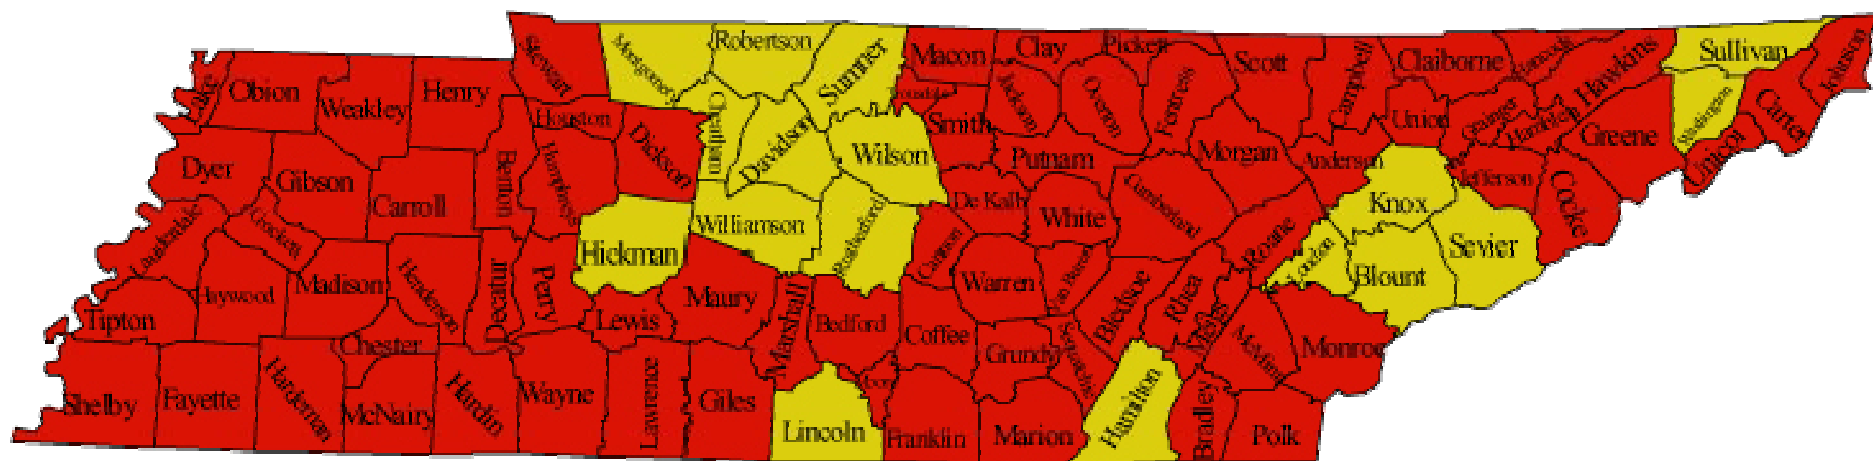 Stewart
Montgomery
Robertson
Sumner
Macon
Clay
Pickett
Scott
Campbell
Claiborne
Hancock
Hawkins
Sullivan
Johnson
Lake
Obion
Weakley
Henry
Houston
Dickson
Cheatham
Davidson
Wilson
Trousdale
Smith
Jackson
Overton
Fentress
Morgan
Anderson
Union
Grainger
Hamblen
Greene
Washington
Unicoi
Carter
Dyer
Gibson
Carroll
Benton
Humphreys
Hickman
Williamson
Rutherford
De Kalb
Putnam
White
Cumberland
Roane
Loudon
Knox
Jefferson
Sevier
Cocke
Blount
Lauderdale
Crockett
Haywood
Madison
Henderson
Decatur
Perry
Lewis
Maury
Marshall
Bedford
Cannon
Coffee
Warren
Van Buren
Bledsoe
Rhea
Meigs
McMinn
Monroe
Tipton
Shelby
Fayette
Hardeman
Chester
McNairy
Hardin
Wayne
Lawrence
Giles
Lincoln
Franklin
Grundy
Sequatchie
Marion
Hamilton
Bradley
Polk